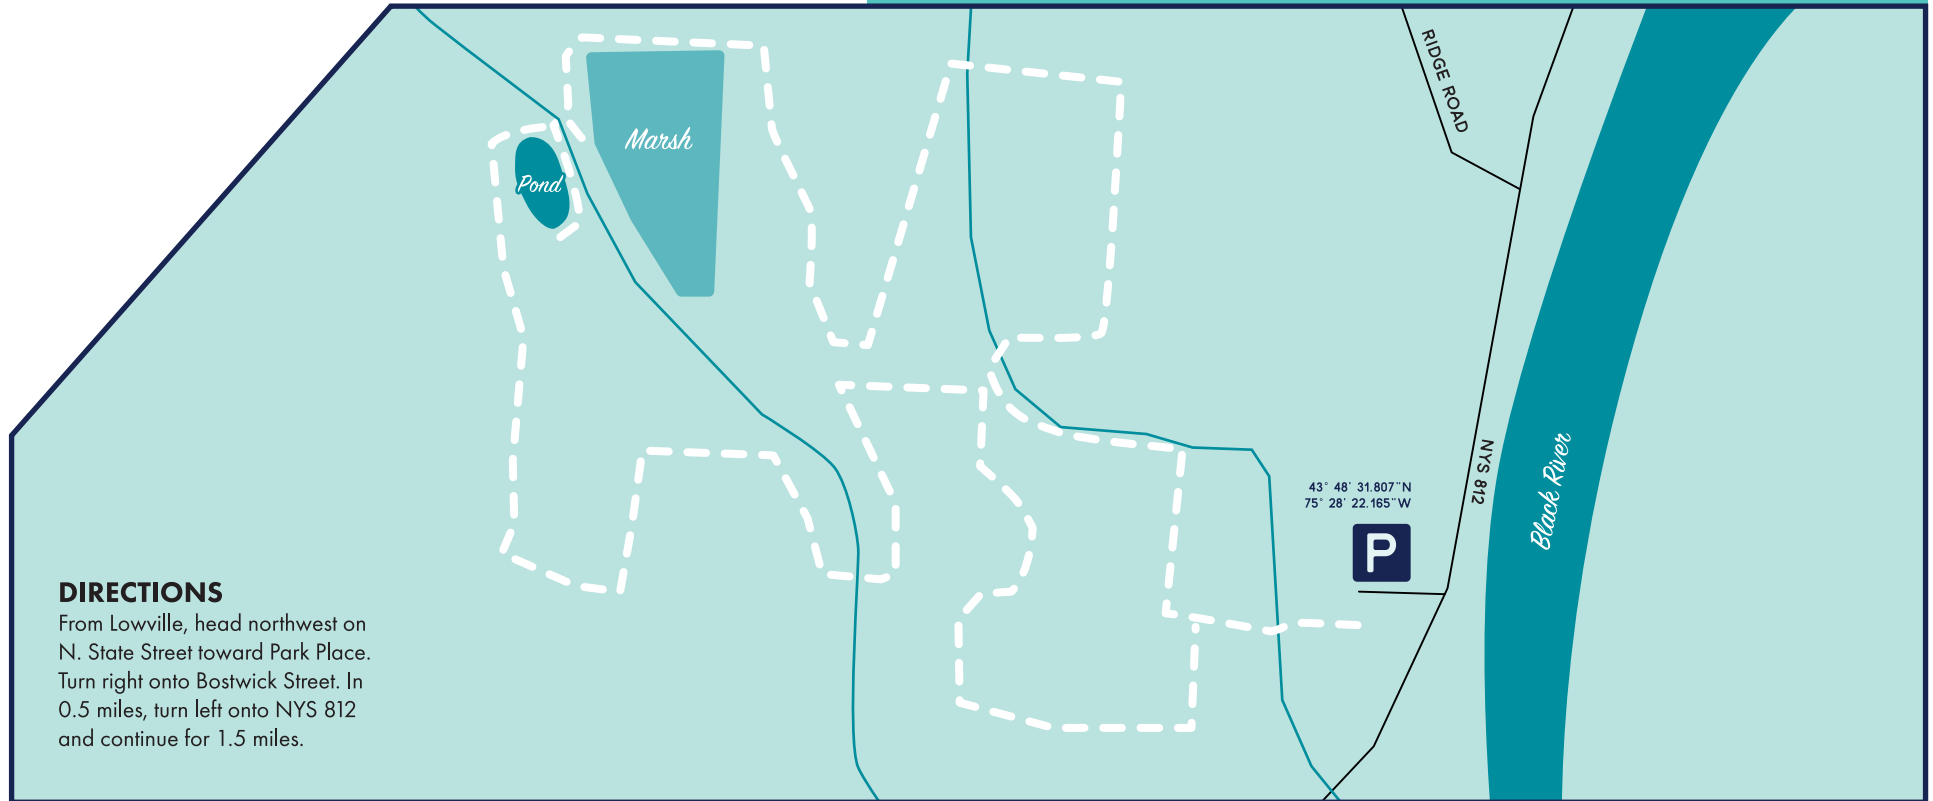 RIDGE ROAD
Marsh
Pond
NYS 812
Black River
43° 48' 31.807"N
75° 28' 22.165"W
P
DIRECTIONS
From Lowville, head northwest on
N. State Street toward Park Place.
Turn right onto Bostwick Street. In
0.5 miles, turn left onto NYS 812
and continue for 1.5 miles.